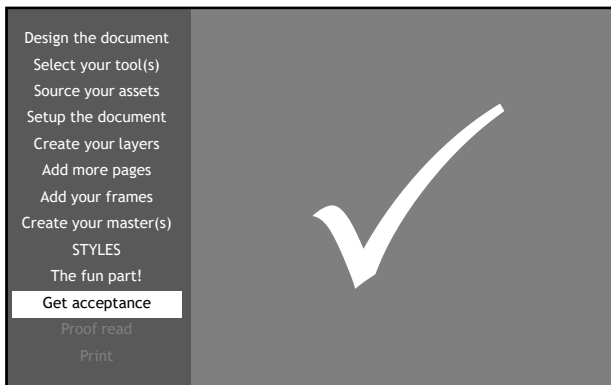 Design the document
Select your tool(s)
Source your assets
Setup the document
Create your layers
Add more pages
Add your frames
Create your master(s)
STYLES
The fun part!
Get acceptance
Proof read
Print